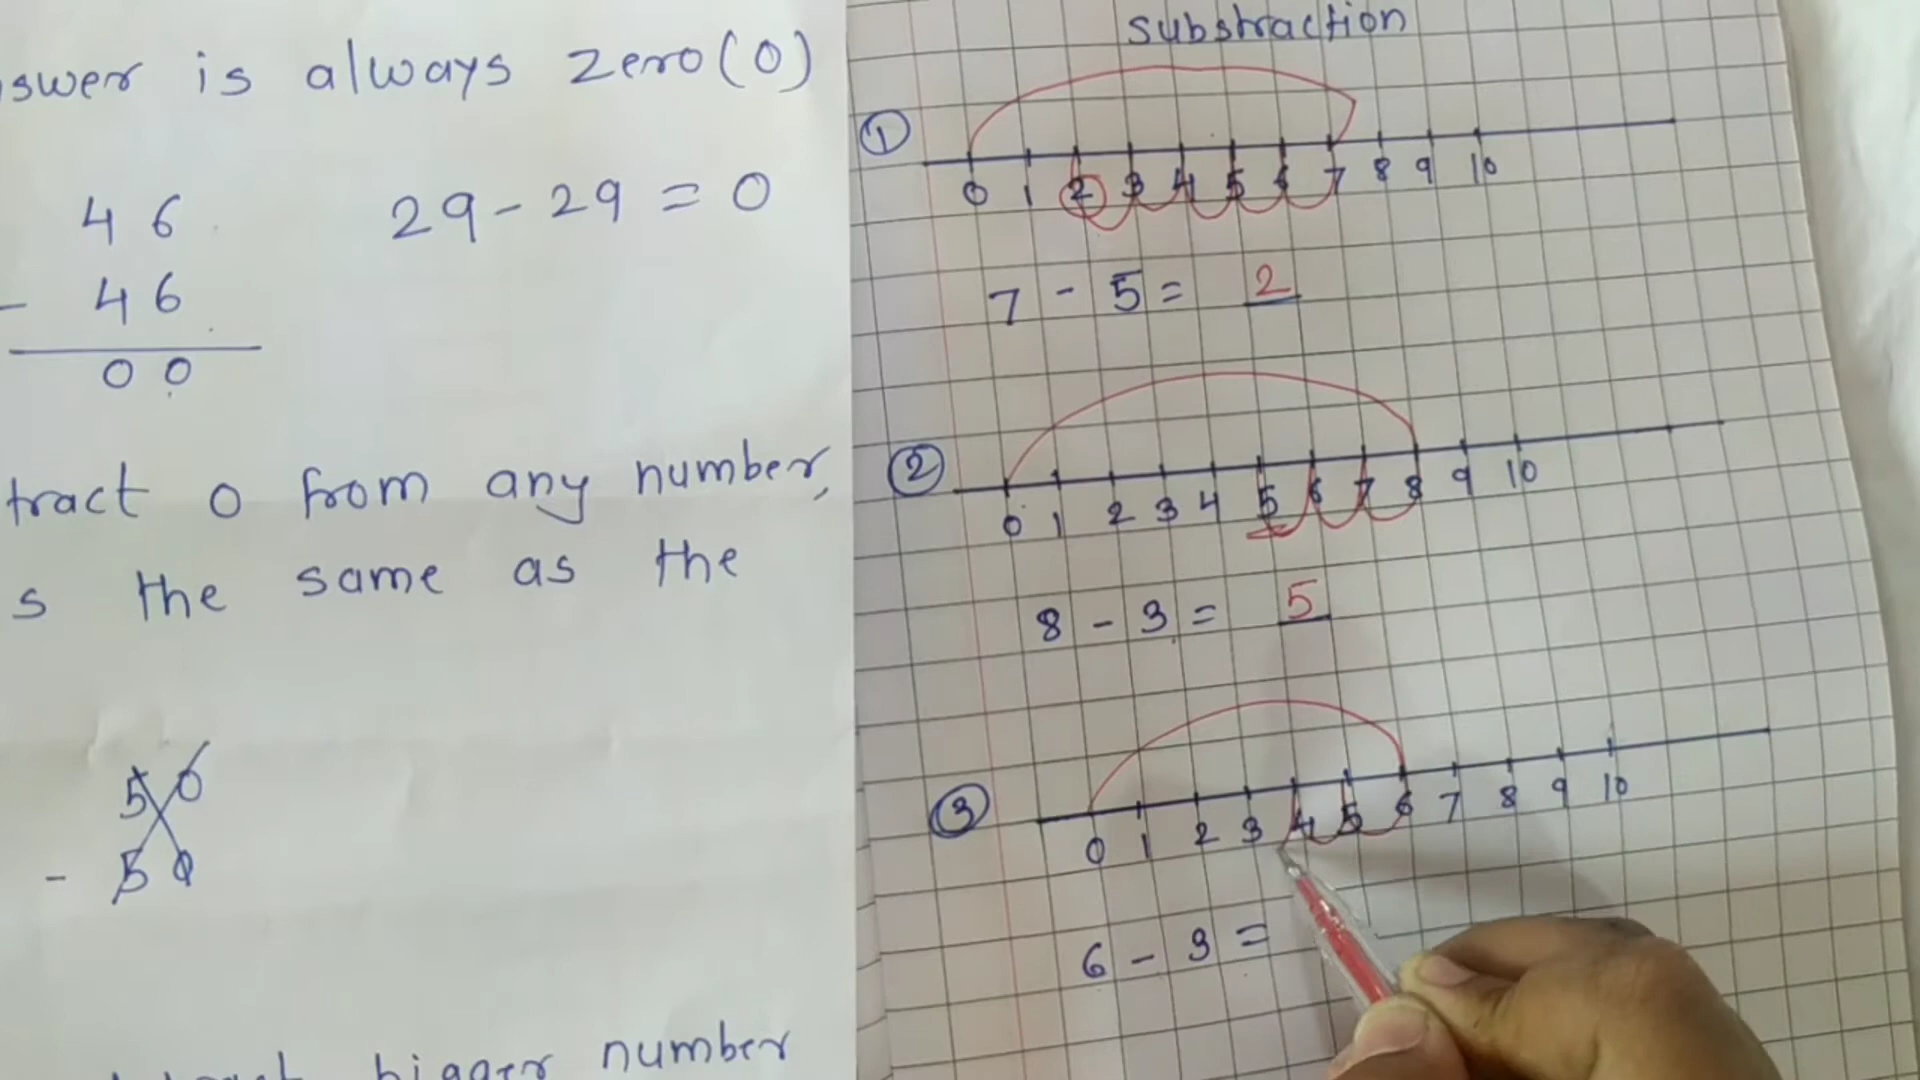 swer is always zero(0)
46
- 46
00
29 - 29 = 0
tract 0 from any number,
s the same as the
50
- 50
bigger number
Substraction
1
0 1 2 3 4 5 6 7 8 9 10
7 - 5 = 2
2
0 1 2 3 4 5 6 7 8 9 10
8 - 3 = 5
3
0 1 2 3 4 5 6 7 8 9 10
6 - 3 =